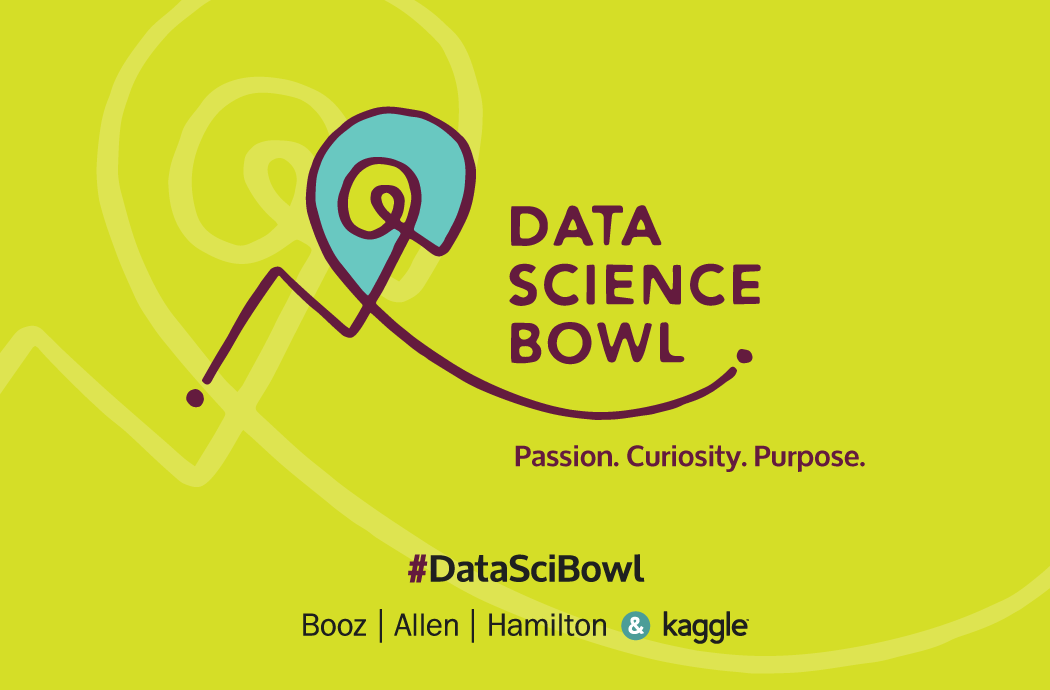 DATA
SCIENCE
BOWL
Passion. Curiosity. Purpose.
#DataSciBowl
Booz | Allen | Hamilton & kaggle